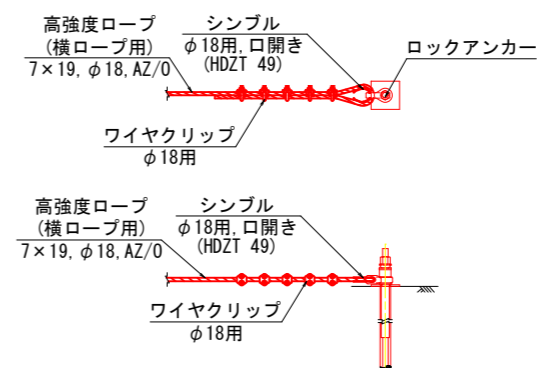 高強度ロープ
(横ロープ用)
7×19, φ18, AZ/O
シンブル
φ18用, 口開き
(HDZT 49)
ロックアンカー
ワイヤクリップ
φ18用
高強度ロープ
(横ロープ用)
7×19, φ18, AZ/O
シンブル
φ18用, 口開き
(HDZT 49)
ワイヤクリップ
φ18用